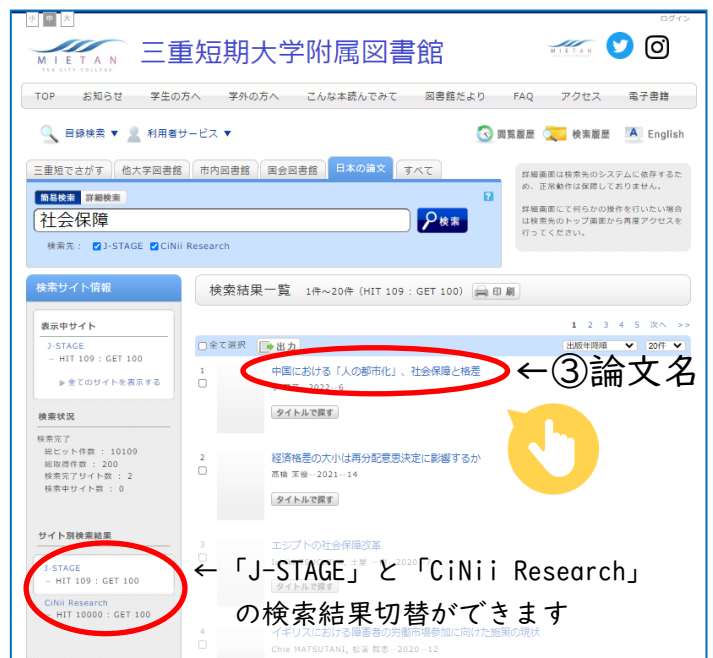 小 中 大
ログイン
MIETAN
TSU CITY COLLEGE
三重短期大学附属図書館
MIETAN
TOP お知らせ 学生の方へ 学外の方へ こんな本読んでみて 図書館だより FAQ アクセス 電子書籍
目録検索 ▼ 利用者サービス ▼ 閲覧履歴 検索履歴 A English
三重短でさがす 他大学図書館 市内図書館 国会図書館 日本の論文 すべて
簡易検索 詳細検索 ?
社会保障 検索
検索先： J-STAGE CiNii Research
詳細画面は検索先のシステムに依存するため、正常動作は保障しておりません。
詳細画面にて何らかの操作を行いたい場合は検索先のトップ画面から再度アクセスを行ってください。
検索サイト情報
表示中サイト
J-STAGE
− HIT 109 : GET 100
▶全てのサイトを表示する
検索状況
検索完了
総ヒット件数 : 10109
総取得件数 : 200
検索完了サイト数 : 2
検索中サイト数 : 0
サイト別検索結果
J-STAGE
− HIT 109 : GET 100
CiNii Research
− HIT 10000 : GET 100
検索結果一覧 1件～20件 (HIT 109 : GET 100) 印刷
1 2 3 4 5 次へ >>
全て選択 出力 出版年降順 20件
1
中国における「人の都市化」、社会保障と格差
--2022--6
タイトルで探す
←③論文名
2
経済格差の大小は再分配意思決定に影響するか
髙橋 茉優--2021--14
タイトルで探す
3
エジプトの社会保障改革
--2020
タイトルで探す
←「J-STAGE」と「CiNii Research」
の検索結果切替ができます
4
イギリスにおける障害者の労働市場参加に向けた施策の現状
Chie MATSUTANI, 松溪 智恵--2020--12